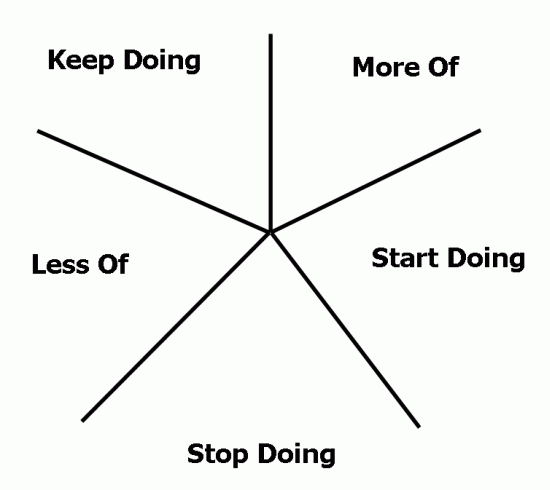 Keep Doing
More Of
Less Of
Start Doing
Stop Doing